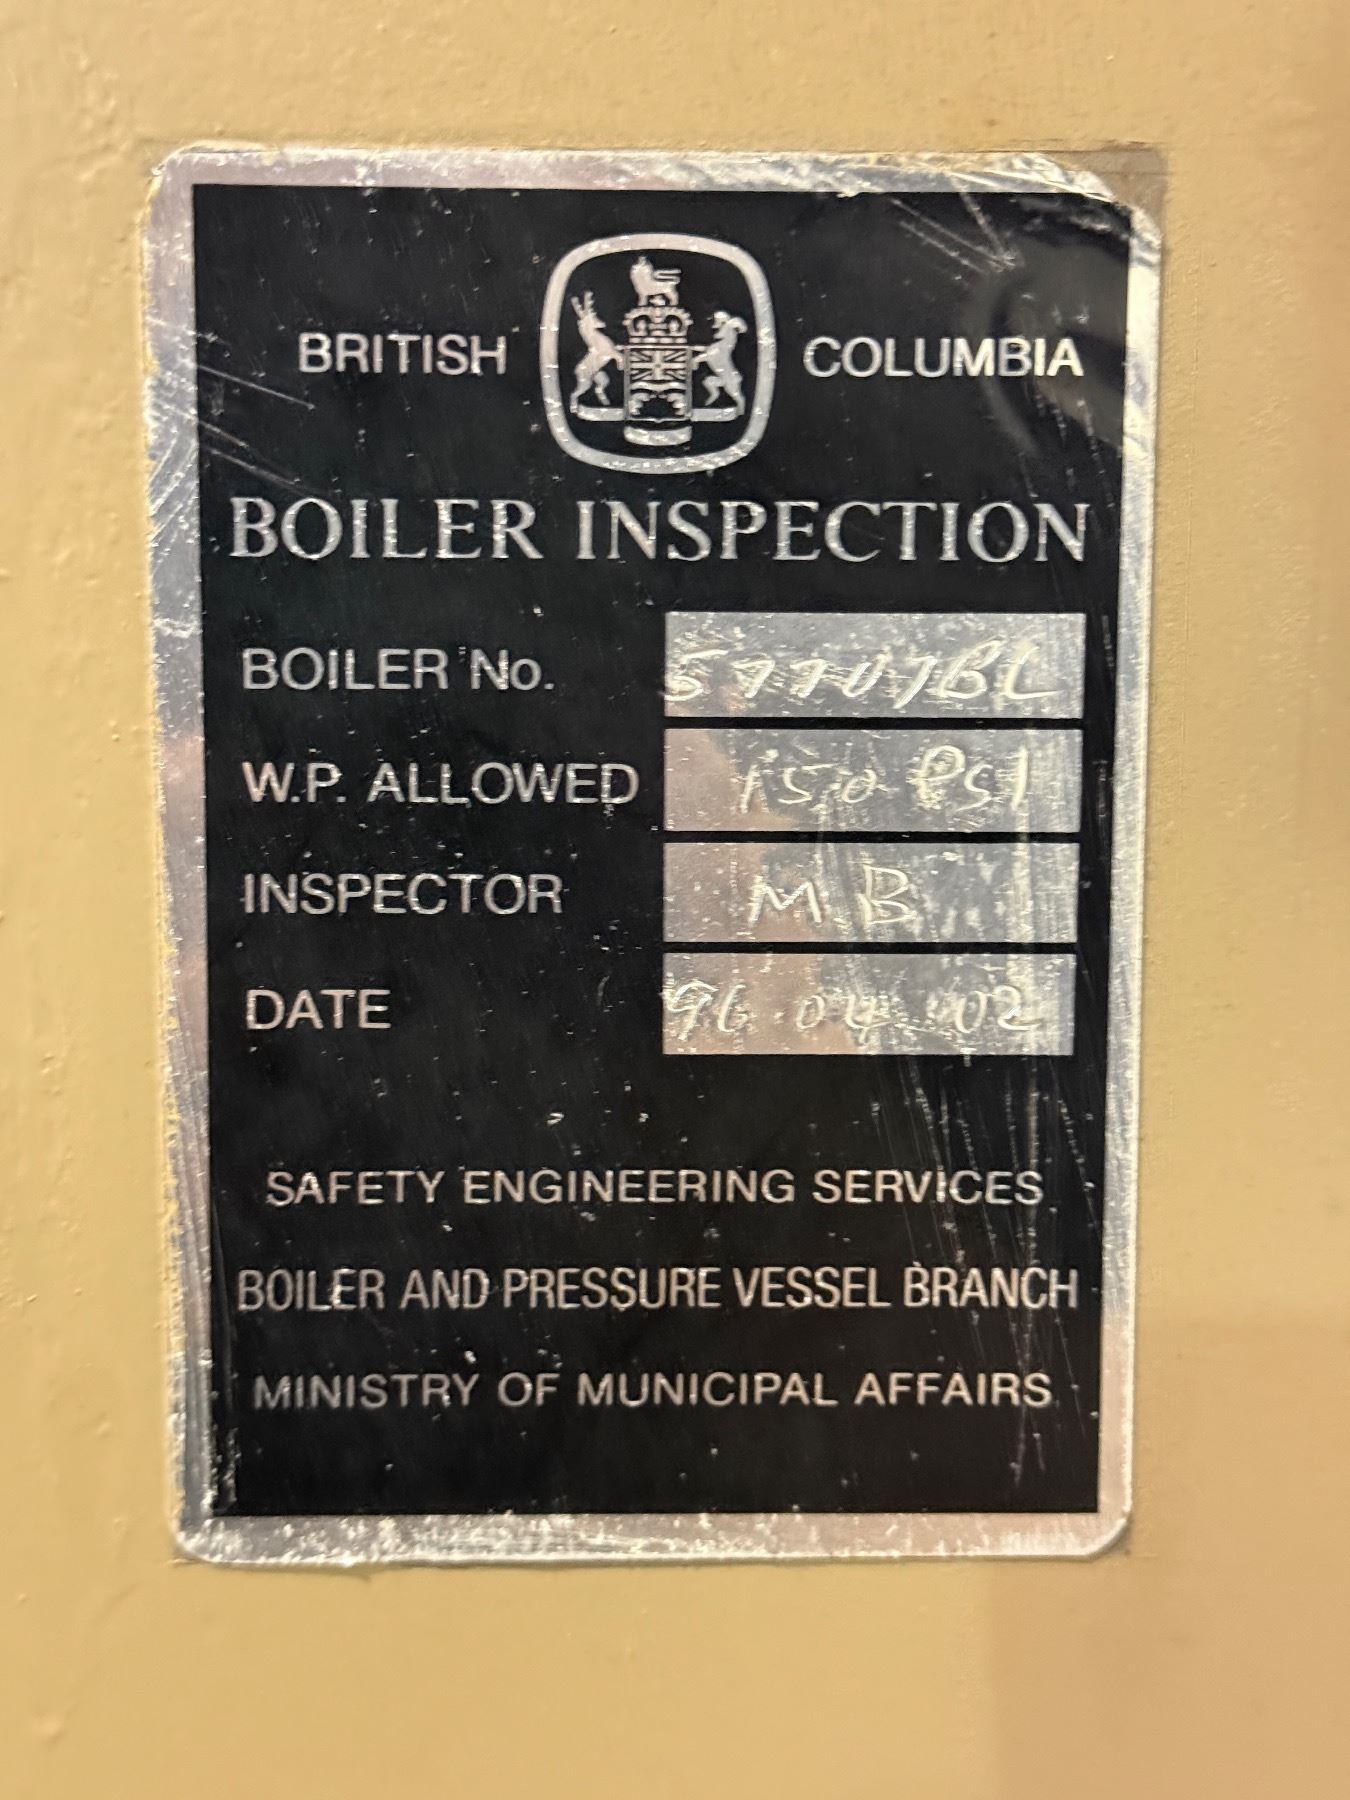 BRITISH COLUMBIA
BOILER INSPECTION
BOILER No. 57707BL
W.P. ALLOWED 150 PSI
INSPECTOR M.B
DATE 96.04.02
SAFETY ENGINEERING SERVICES
BOILER AND PRESSURE VESSEL BRANCH
MINISTRY OF MUNICIPAL AFFAIRS